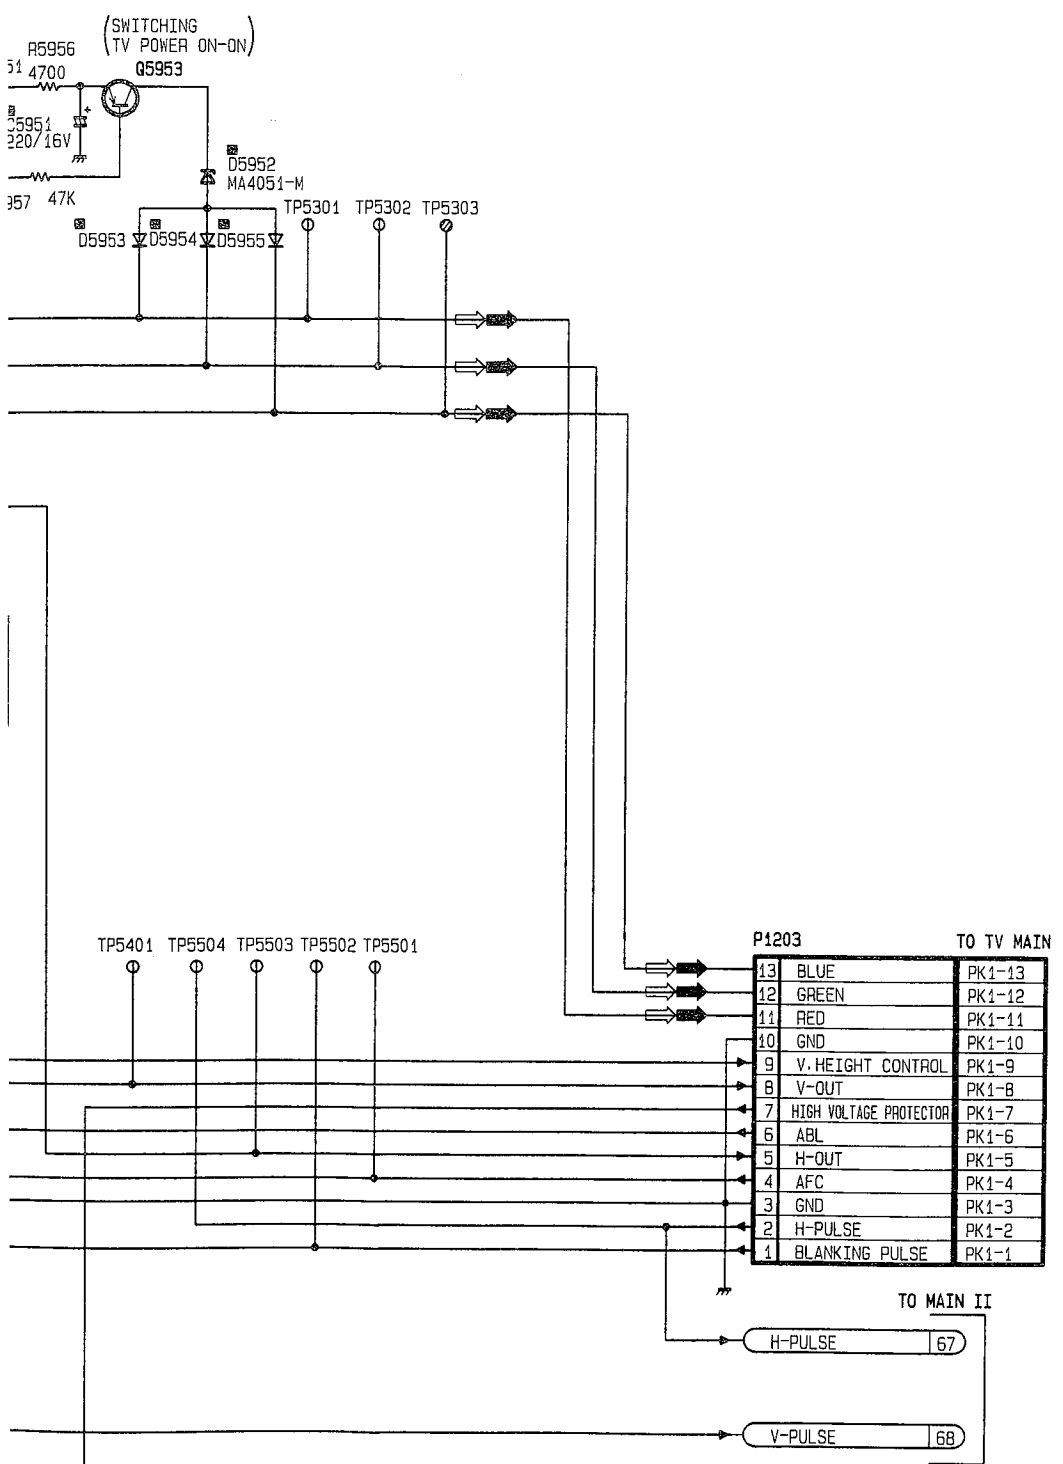 (SWITCHING
TV POWER ON-ON)
R5956
51 4700
Q5953
C5951
220/16V
+
957 47K
D5952
MA4051-M
D5953
D5954
D5955
TP5301 TP5302 TP5303
TP5401 TP5504 TP5503 TP5502 TP5501
P1203 TO TV MAIN
13 BLUE PK1-13
12 GREEN PK1-12
11 RED PK1-11
10 GND PK1-10
9 V.HEIGHT CONTROL PK1-9
8 V-OUT PK1-8
7 HIGH VOLTAGE PROTECTOR PK1-7
6 ABL PK1-6
5 H-OUT PK1-5
4 AFC PK1-4
3 GND PK1-3
2 H-PULSE PK1-2
1 BLANKING PULSE PK1-1
TO MAIN II
H-PULSE 67
V-PULSE 68